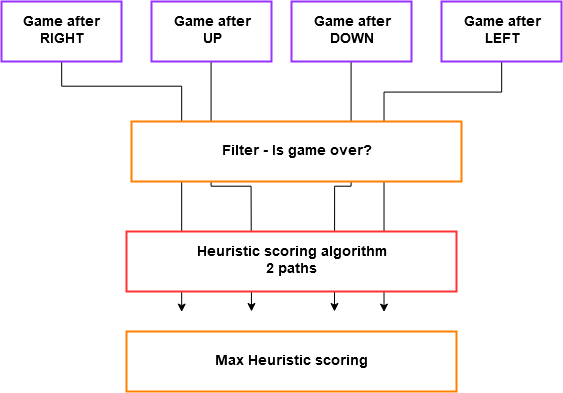 Game after
RIGHT
Game after
UP
Game after
DOWN
Game after
LEFT
Filter - Is game over?
Heuristic scoring algorithm
2 paths
Max Heuristic scoring